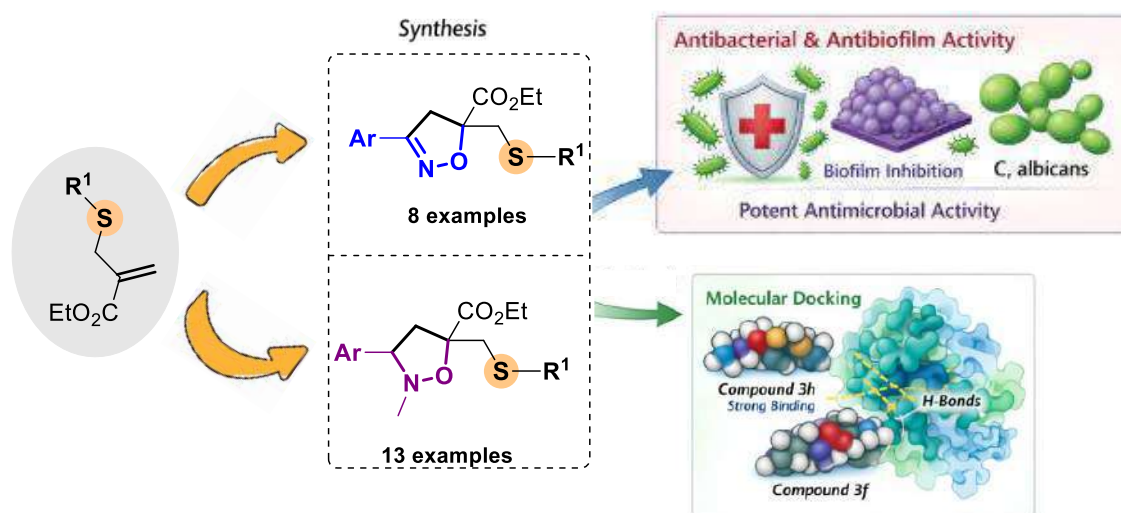 Synthesis
R¹
S
EtO₂C
CO₂Et
Ar
N
O
S
R¹
8 examples
CO₂Et
Ar
N
O
S
R¹
13 examples
Antibacterial & Antibiofilm Activity
Biofilm Inhibition
C, albicans
Potent Antimicrobial Activity
Molecular Docking
Compound 3h
Strong Binding
H-Bonds
Compound 3f